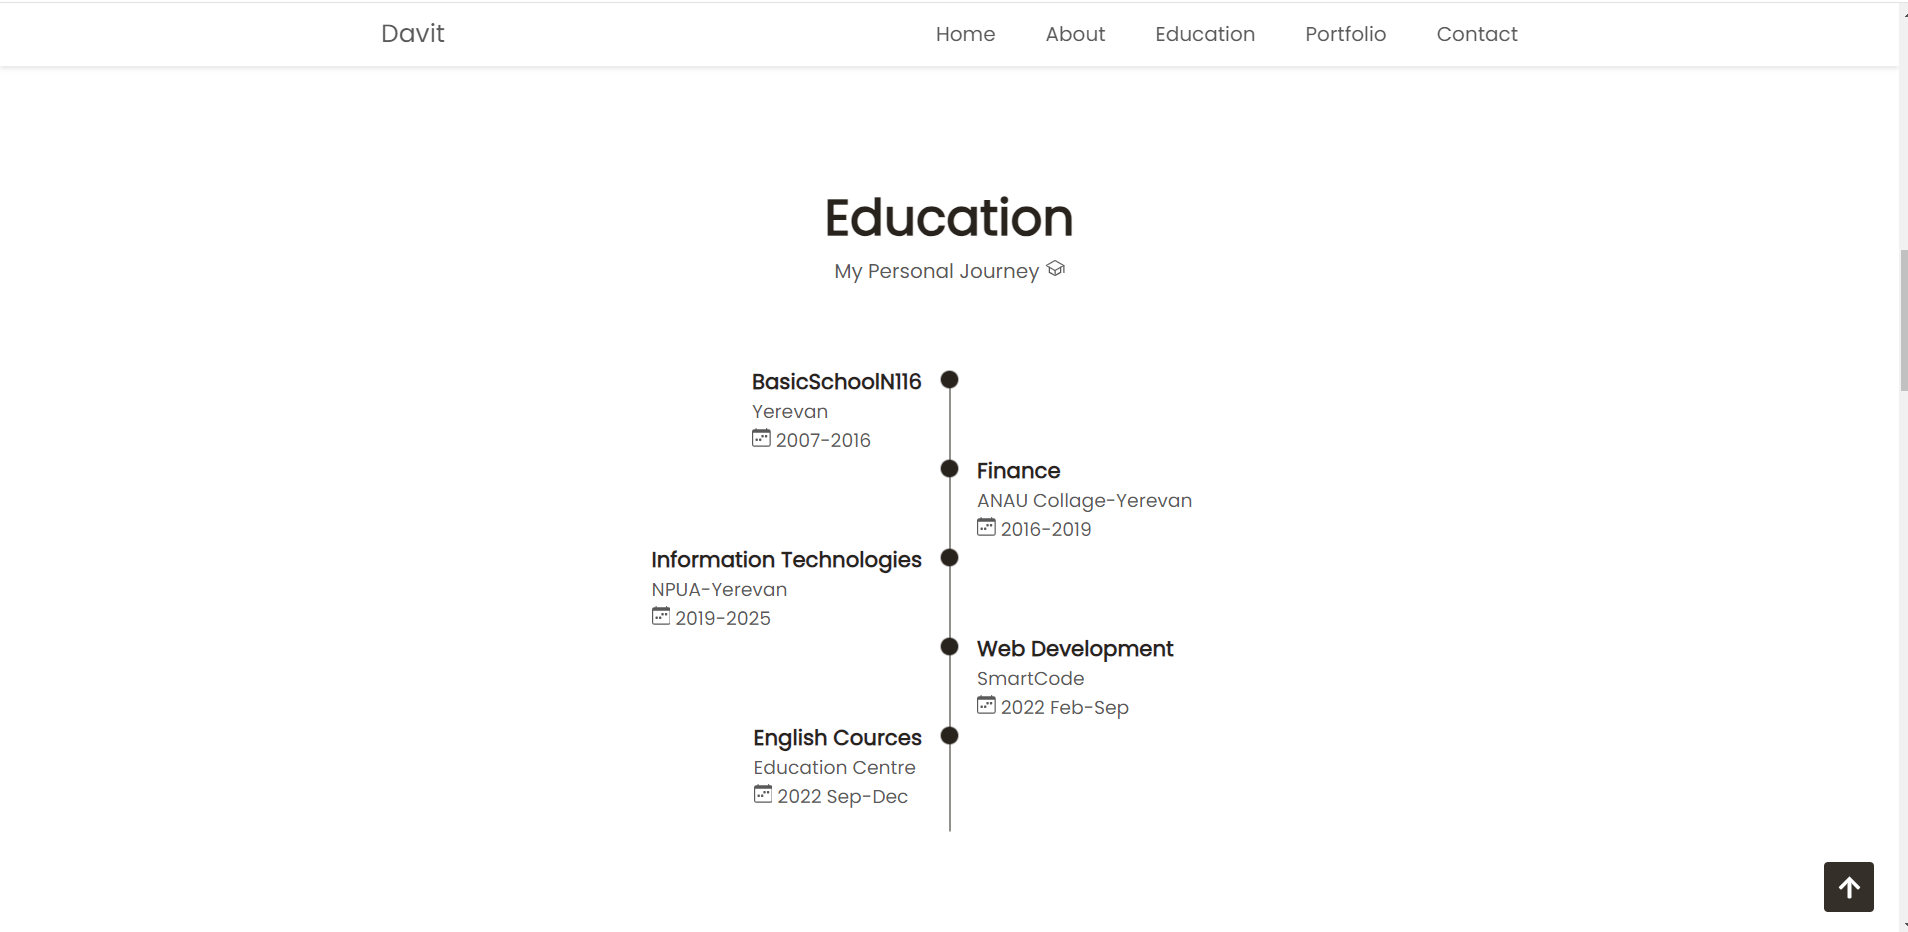 Davit
Home About Education Portfolio Contact
Education
My Personal Journey
BasicSchoolN116
Yerevan
2007-2016
Finance
ANAU Collage-Yerevan
2016-2019
Information Technologies
NPUA-Yerevan
2019-2025
Web Development
SmartCode
2022 Feb-Sep
English Cources
Education Centre
2022 Sep-Dec